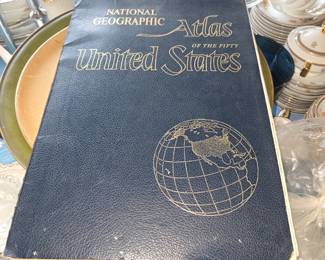 NATIONAL
GEOGRAPHIC
Atlas
OF THE FIFTY
United States